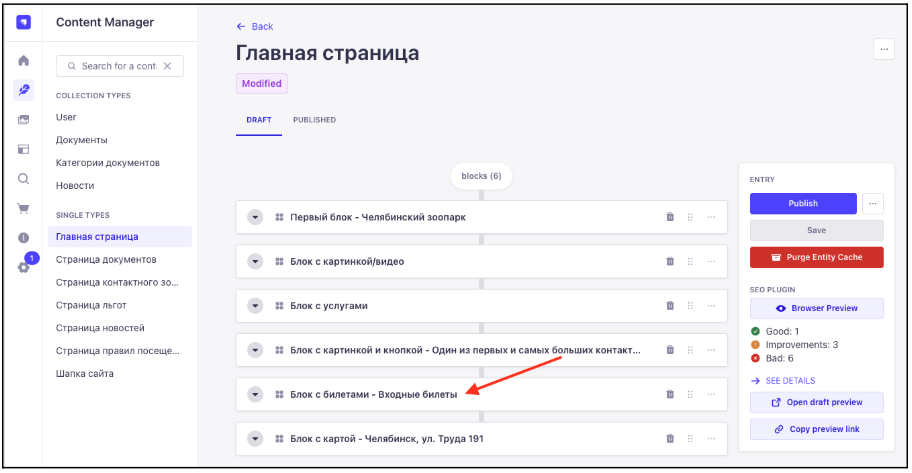 Content Manager
Search for a cont
COLLECTION TYPES
User
Документы
Категории документов
Новости
SINGLE TYPES
Главная страница
Страница документов
Страница контактного зо...
Страница льгот
Страница новостей
Страница правил посеще...
Шапка сайта
1
Back
Главная страница
Modified
DRAFT PUBLISHED
blocks (6)
Первый блок - Челябинский зоопарк
Блок с картинкой/видео
Блок с услугами
Блок с картинкой и кнопкой - Один из первых и самых больших контакт...
Блок с билетами - Входные билеты
Блок с картой - Челябинск, ул. Труда 191
ENTRY
Publish
Save
Purge Entity Cache
SEO PLUGIN
Browser Preview
Good: 1
Improvements: 3
Bad: 6
SEE DETAILS
Open draft preview
Copy preview link